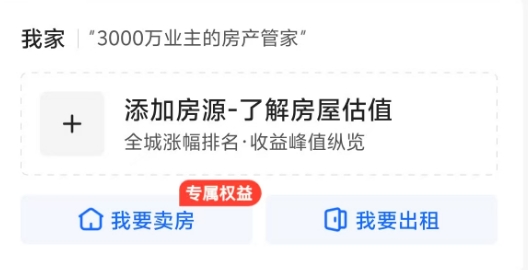 我家 "3000万业主的房产管家"
添加房源-了解房屋估值
全城涨幅排名·收益峰值纵览
专属权益
我要卖房 我要出租